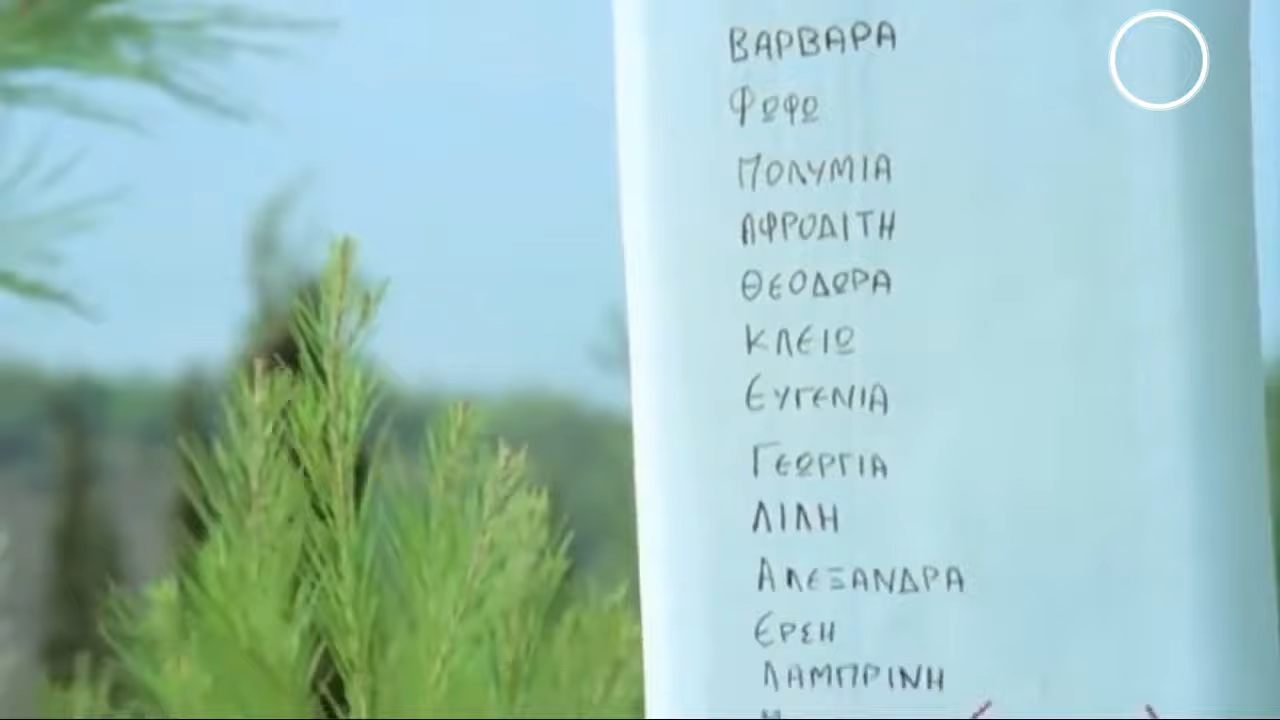 ΒΑΡΒΑΡΑ
ΦΩΦΩ
ΠΟΛΥΜΙΑ
ΑΦΡΟΔΙΤΗ
ΘΕΟΔΩΡΑ
ΚΛΕΙΩ
ΕΥΓΕΝΙΑ
ΓΕΩΡΓΙΑ
ΛΙΛΗ
ΑΛΕΞΑΝΔΡΑ
ΕΡΣΗ
ΛΑΜΠΡΙΝΗ